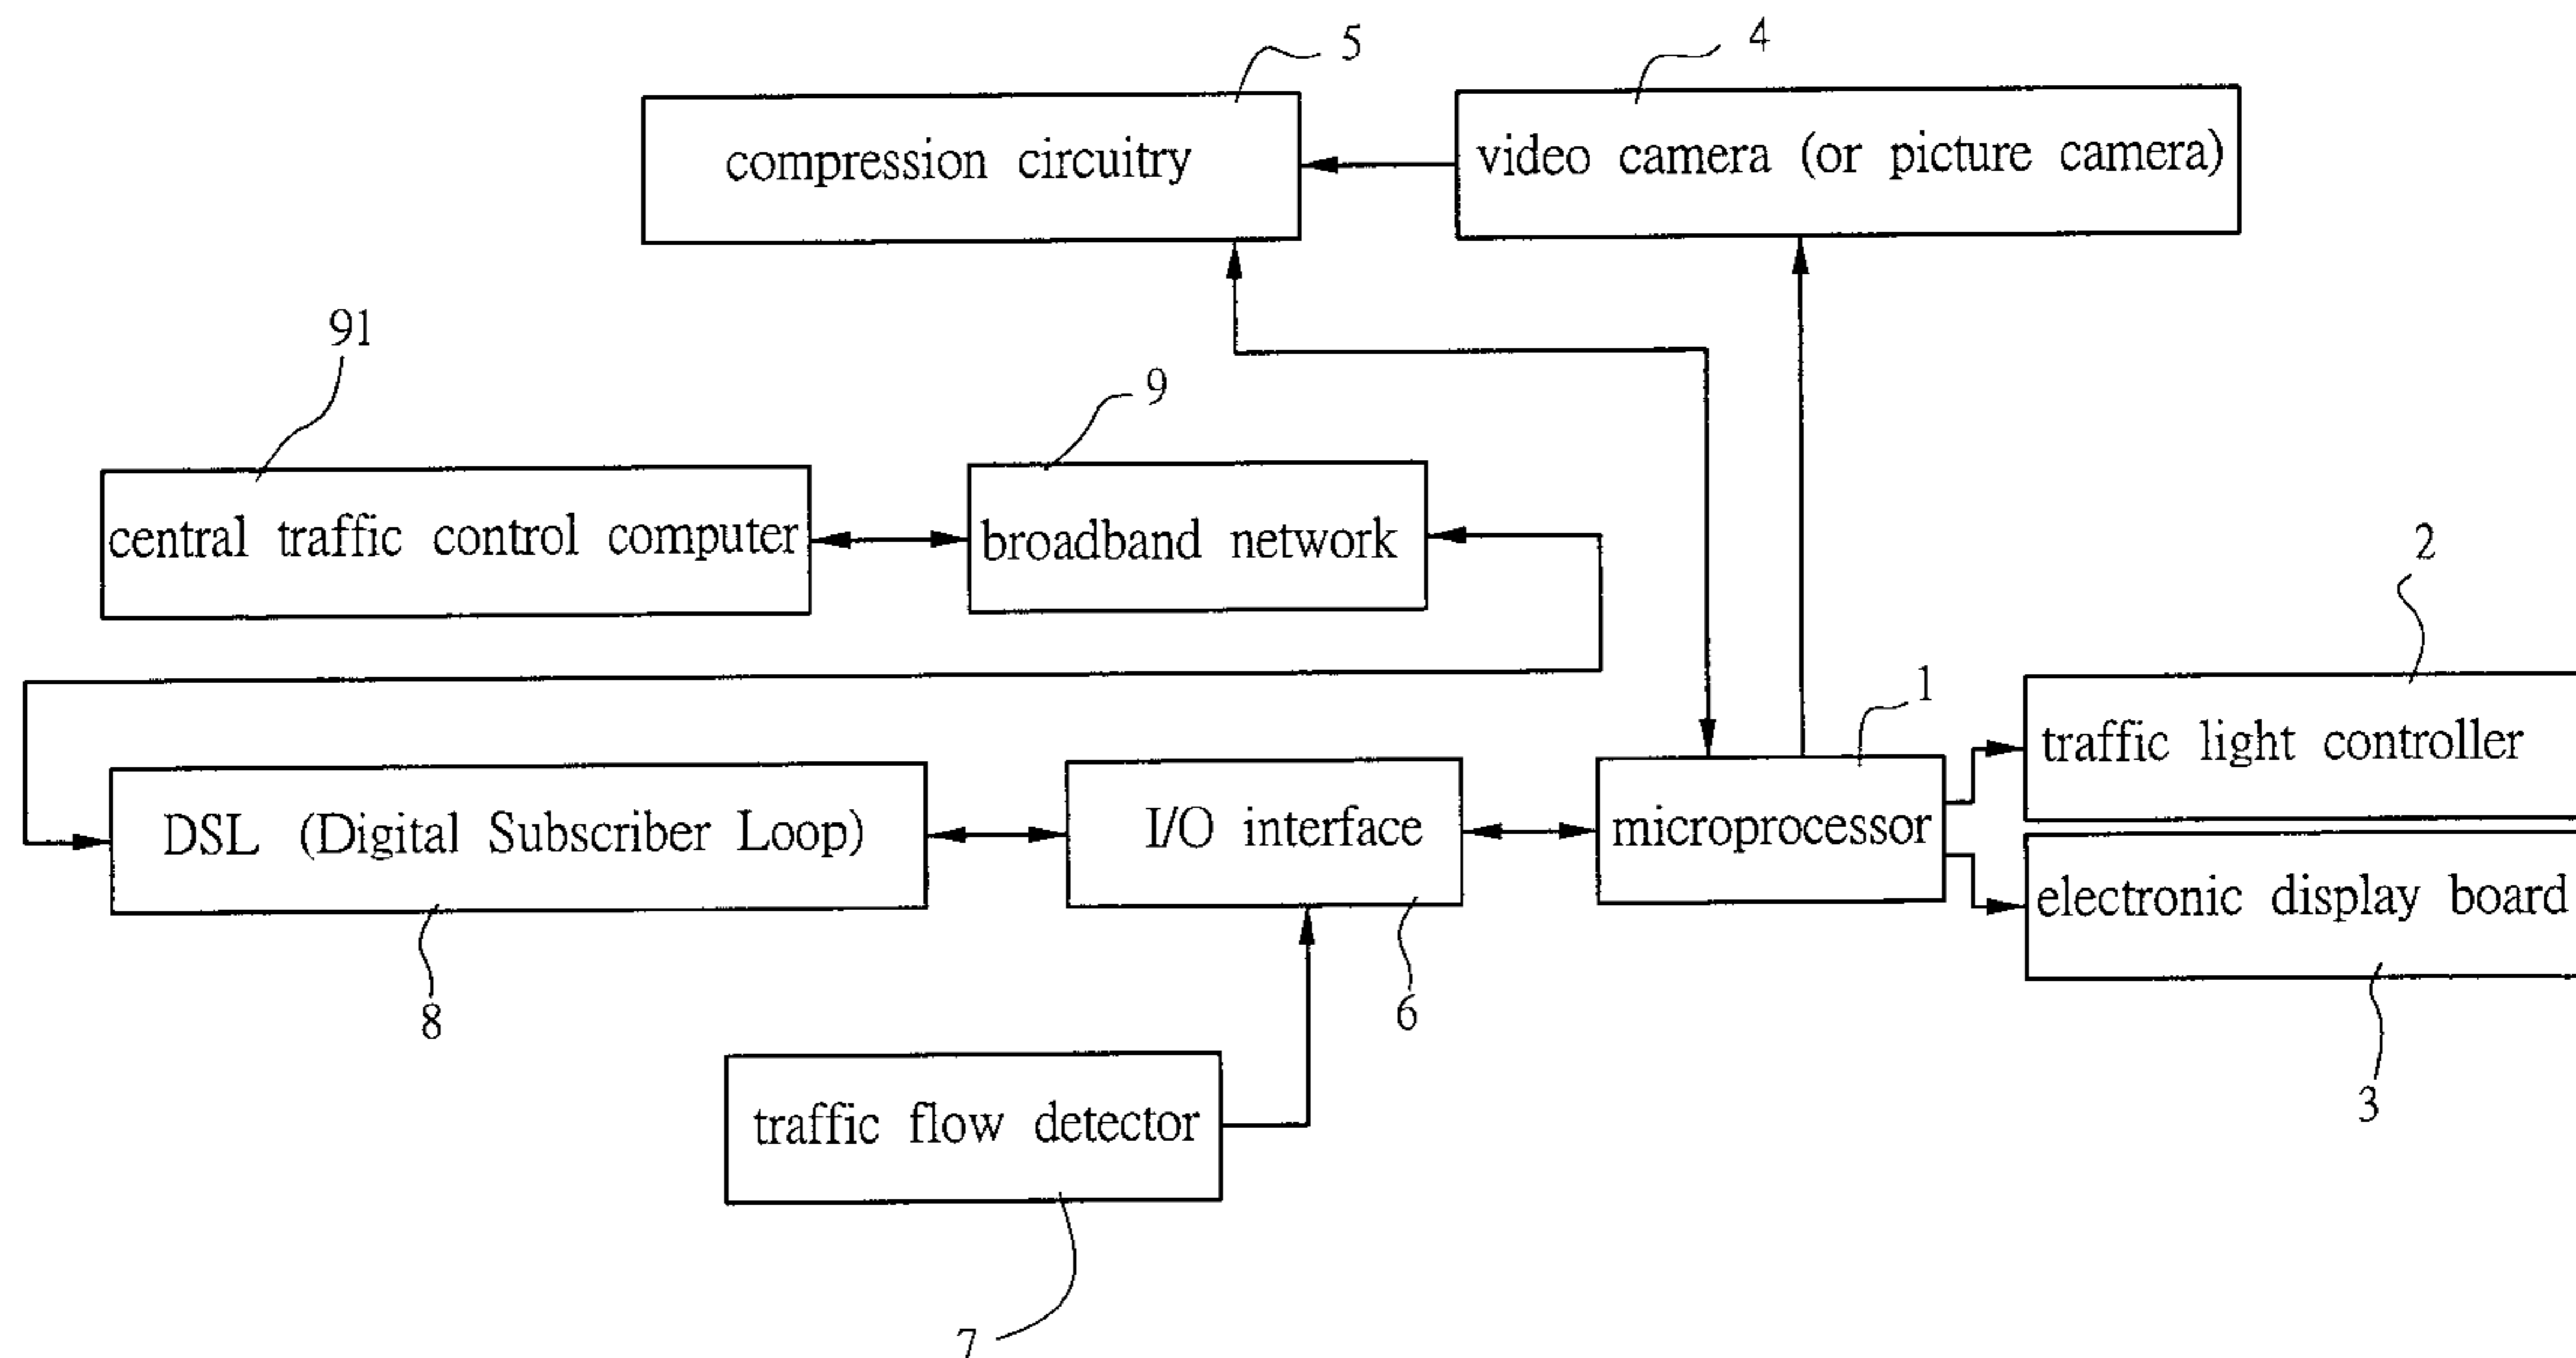 5
4
compression circuitry
video camera (or picture camera)
91
9
central traffic control computer
broadband network
2
1
traffic light controller
DSL (Digital Subscriber Loop)
I/O interface
microprocessor
electronic display board
8
6
3
traffic flow detector
7